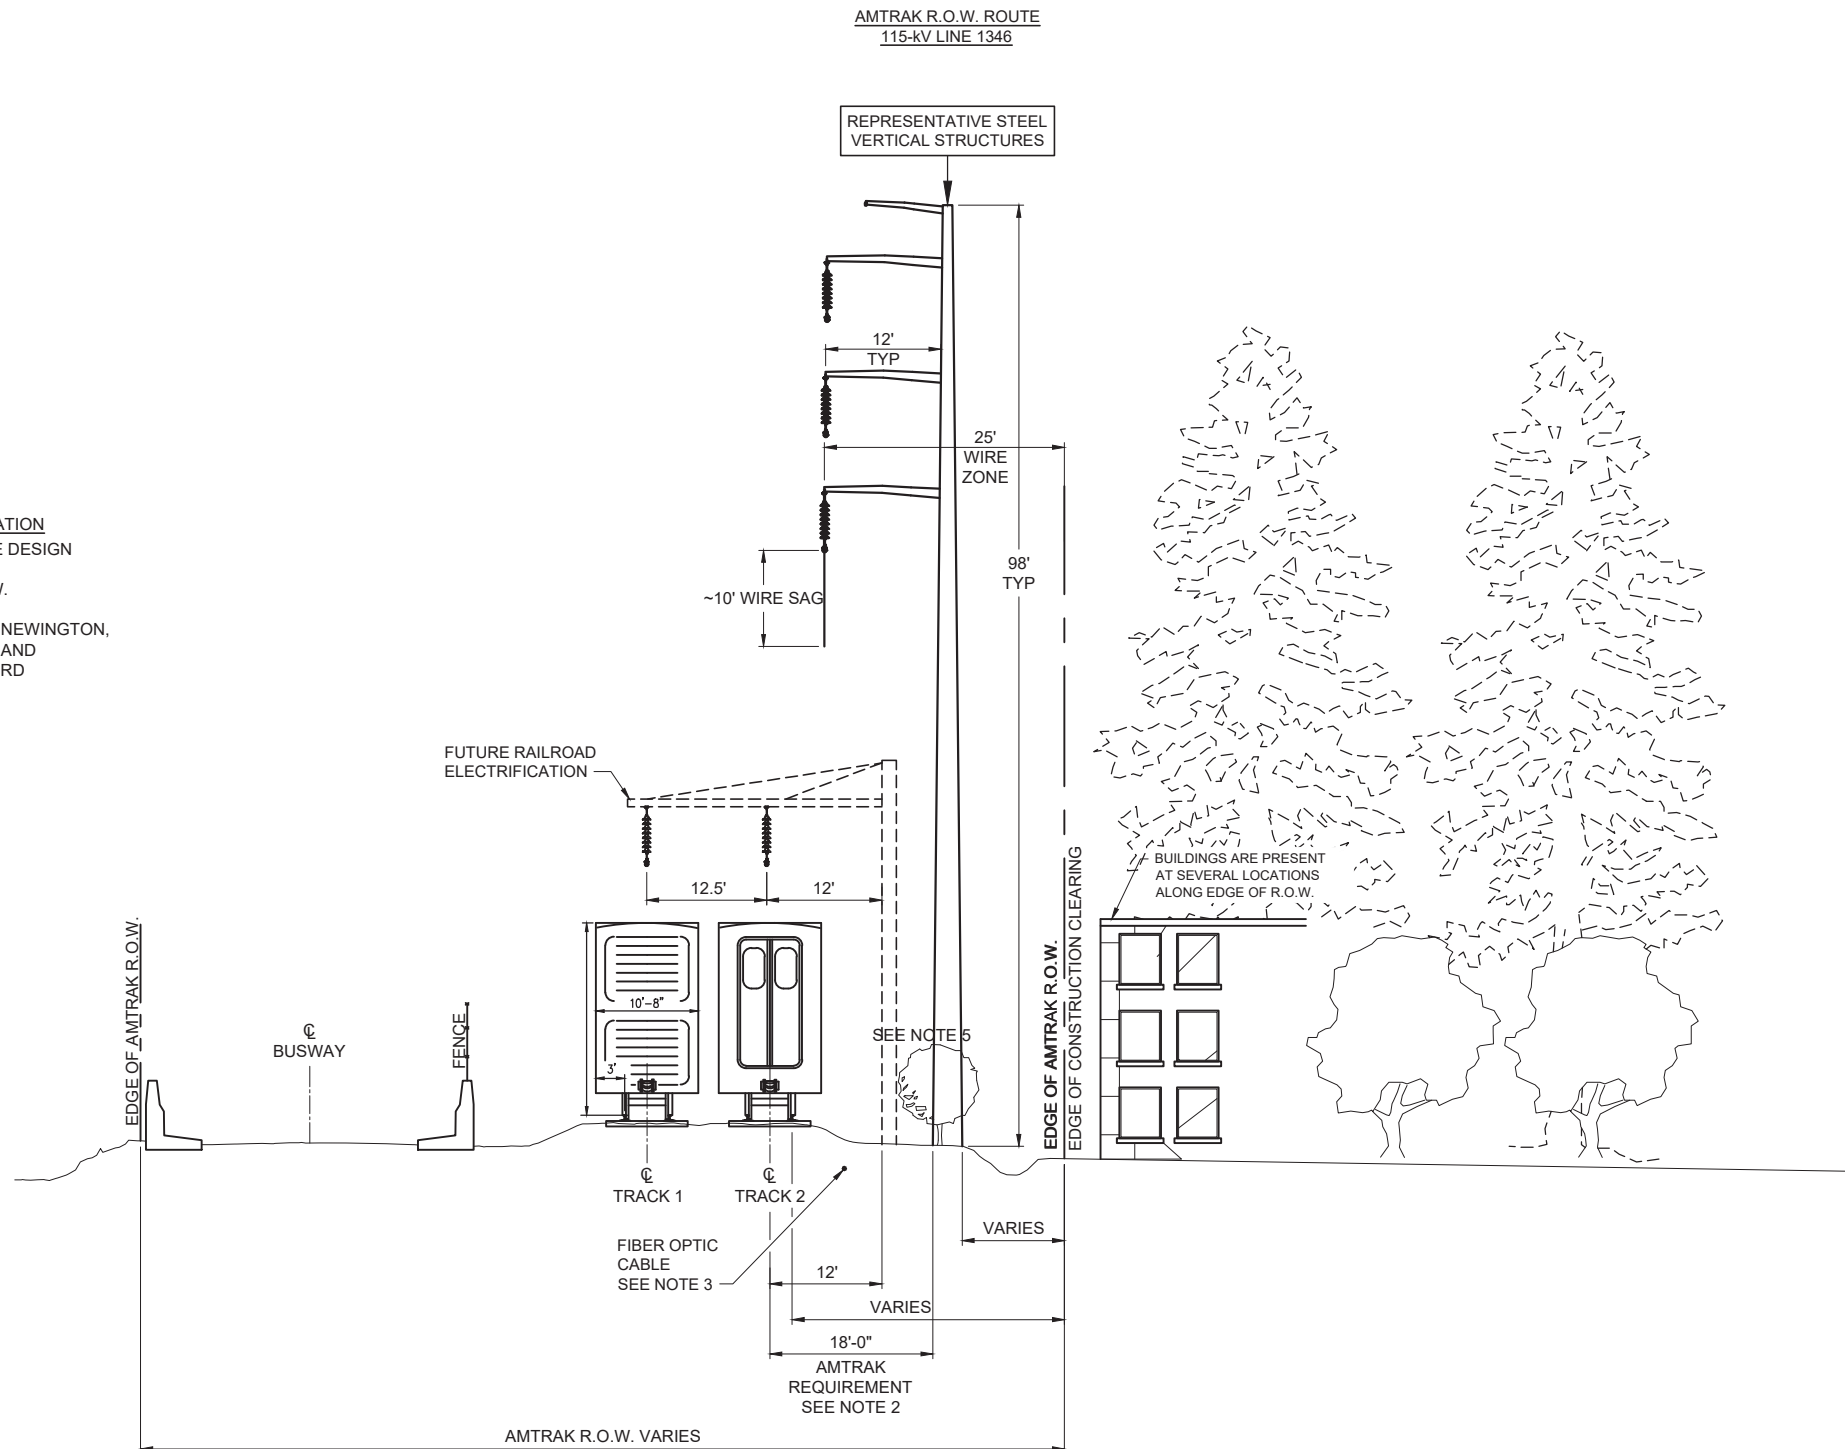 AMTRAK R.O.W. ROUTE
115-kV LINE 1346
REPRESENTATIVE STEEL
VERTICAL STRUCTURES
12'
TYP
25'
WIRE
ZONE
98'
TYP
~10' WIRE SAG
ATION
E DESIGN
W.
NEWINGTON,
AND
RD
FUTURE RAILROAD
ELECTRIFICATION
12.5'
12'
BUILDINGS ARE PRESENT
AT SEVERAL LOCATIONS
ALONG EDGE OF R.O.W.
EDGE OF AMTRAK R.O.W.
℄
BUSWAY
FENCE
10'-8"
3'
SEE NOTE 5
EDGE OF AMTRAK R.O.W.
EDGE OF CONSTRUCTION CLEARING
℄
TRACK 1
℄
TRACK 2
FIBER OPTIC
CABLE
SEE NOTE 3
12'
VARIES
VARIES
18'-0"
AMTRAK
REQUIREMENT
SEE NOTE 2
AMTRAK R.O.W. VARIES